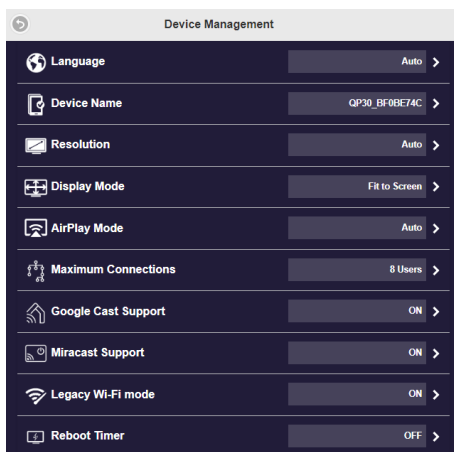 Device Management
Language Auto
Device Name QP30_BF0BE74C
Resolution Auto
Display Mode Fit to Screen
AirPlay Mode Auto
Maximum Connections 8 Users
Google Cast Support ON
Miracast Support ON
Legacy Wi-Fi mode ON
Reboot Timer OFF